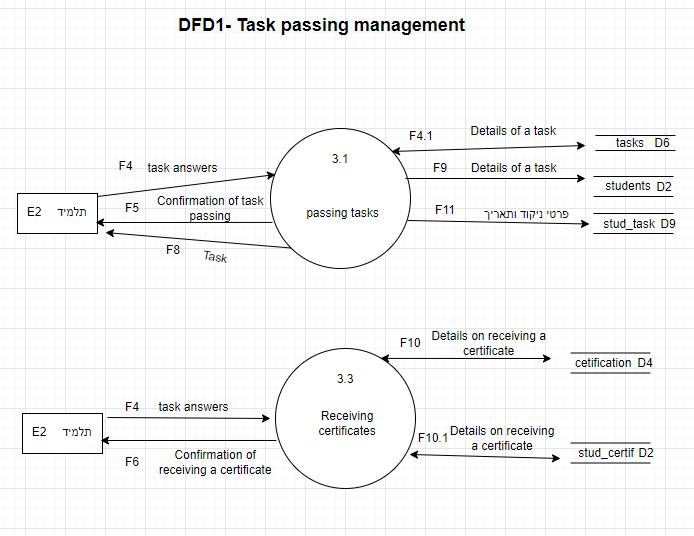 DFD1- Task passing management
3.1
passing tasks
E2 תלמיד
F4 task answers
F5 Confirmation of task
passing
F8 Task
F4.1 Details of a task
tasks D6
F9 Details of a task
students D2
F11 פרטי ניקוד ותאריך
stud_task D9
3.3
Receiving
certificates
E2 תלמיד
F4 task answers
F6 Confirmation of
receiving a certificate
F10 Details on receiving a
certificate
cetification D4
F10.1 Details on receiving
a certificate
stud_certif D2